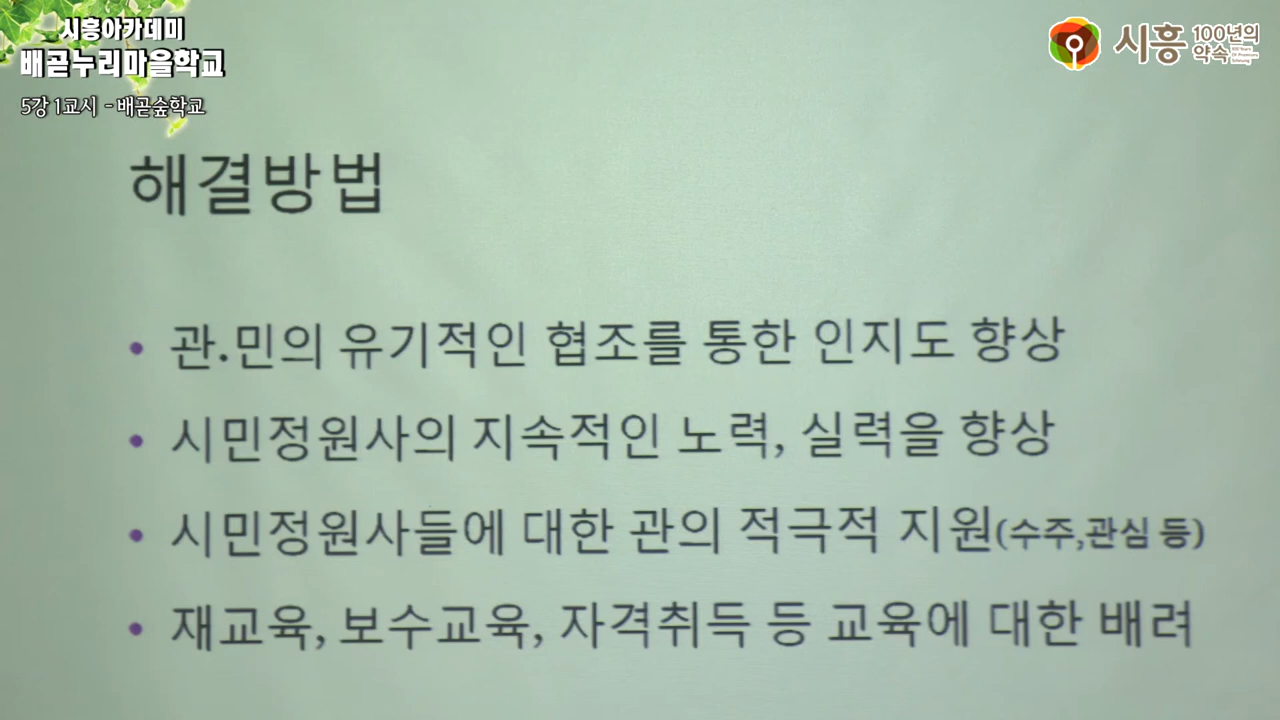 시흥아카데미
배곧누리마을학교
5강 1교시 - 배곧숲학교
시흥 100년의 약속
해결방법
• 관.민의 유기적인 협조를 통한 인지도 향상
• 시민정원사의 지속적인 노력, 실력을 향상
• 시민정원사들에 대한 관의 적극적 지원(수주,관심 등)
• 재교육, 보수교육, 자격취득 등 교육에 대한 배려